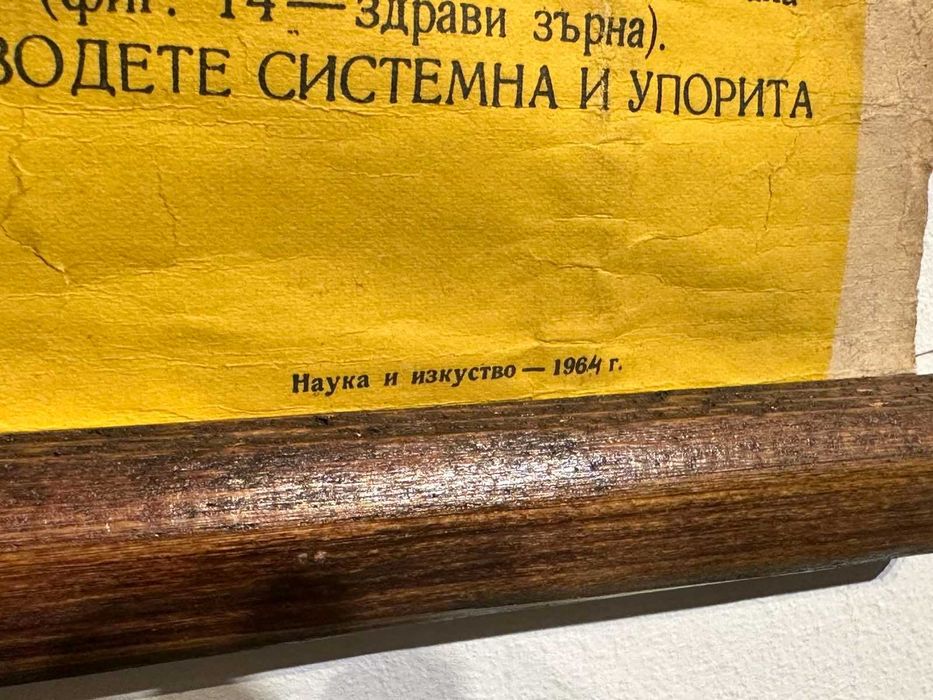 (фиг. 14 — здрави зърна).
ВОДЕТЕ СИСТЕМНА И УПОРИТА
Наука и изкуство — 1964 г.